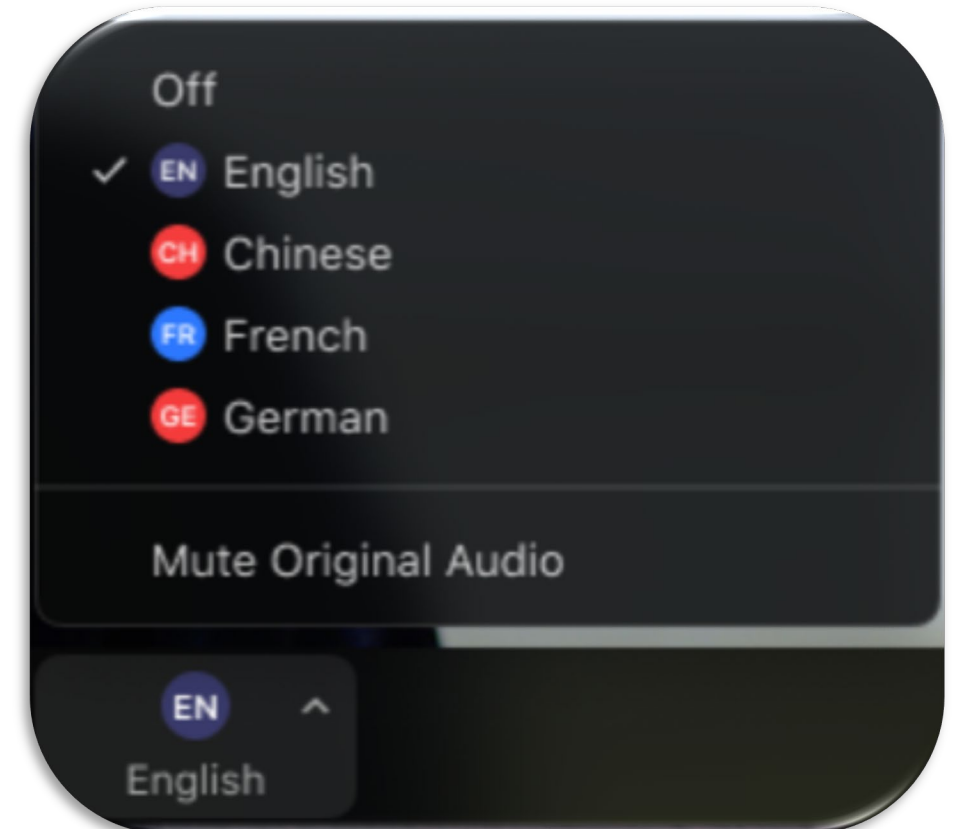 Off
EN English
CH Chinese
FR French
GE German
Mute Original Audio
EN
English